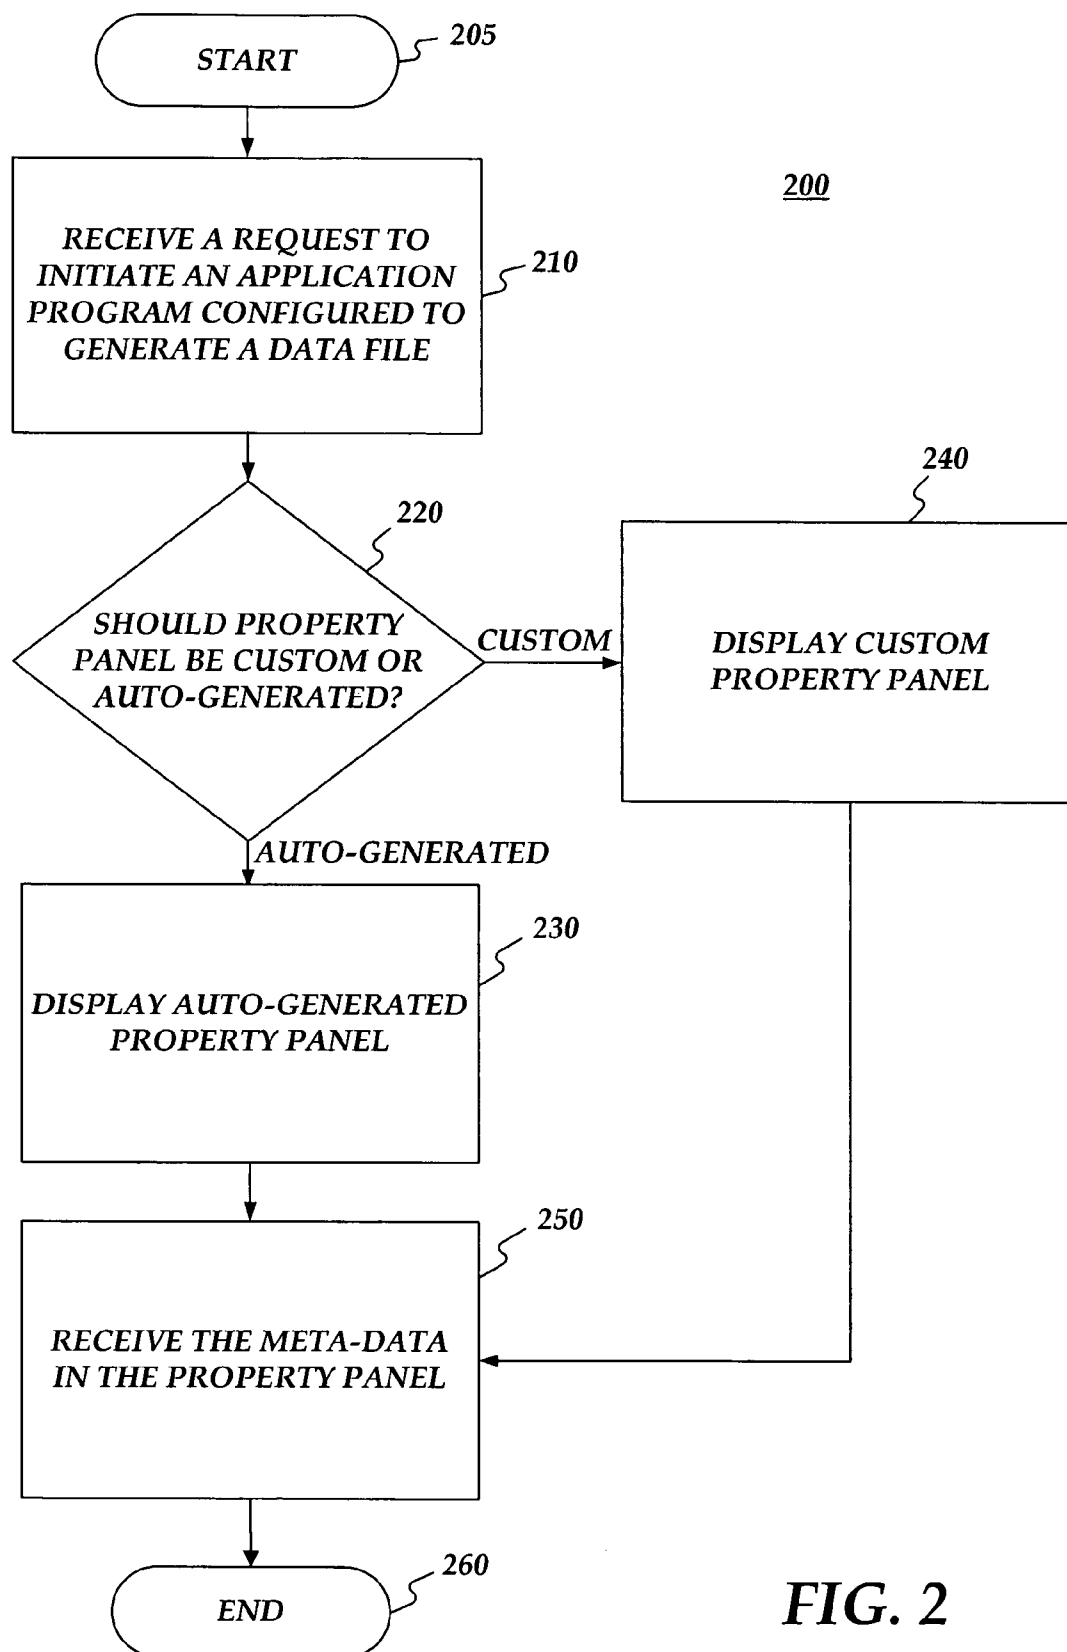 START
205
200
RECEIVE A REQUEST TO
INITIATE AN APPLICATION
PROGRAM CONFIGURED TO
GENERATE A DATA FILE
210
220
SHOULD PROPERTY
PANEL BE CUSTOM OR
AUTO-GENERATED?
CUSTOM
240
DISPLAY CUSTOM
PROPERTY PANEL
AUTO-GENERATED
230
DISPLAY AUTO-GENERATED
PROPERTY PANEL
250
RECEIVE THE META-DATA
IN THE PROPERTY PANEL
260
END
FIG. 2